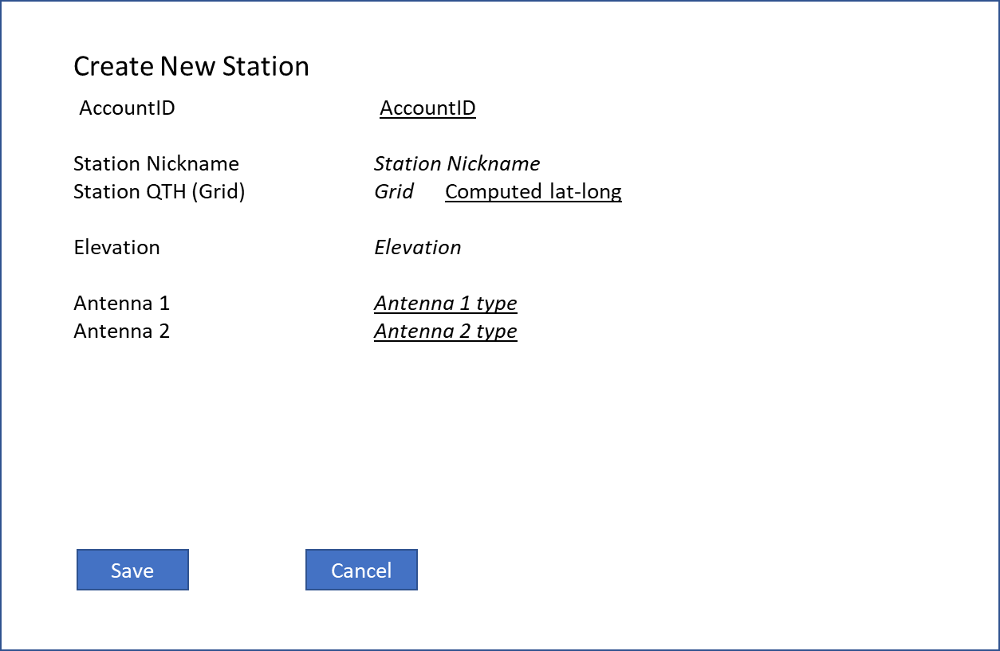 Create New Station
AccountID AccountID
Station Nickname Station Nickname
Station QTH (Grid) Grid Computed lat-long
Elevation Elevation
Antenna 1 Antenna 1 type
Antenna 2 Antenna 2 type
Save Cancel